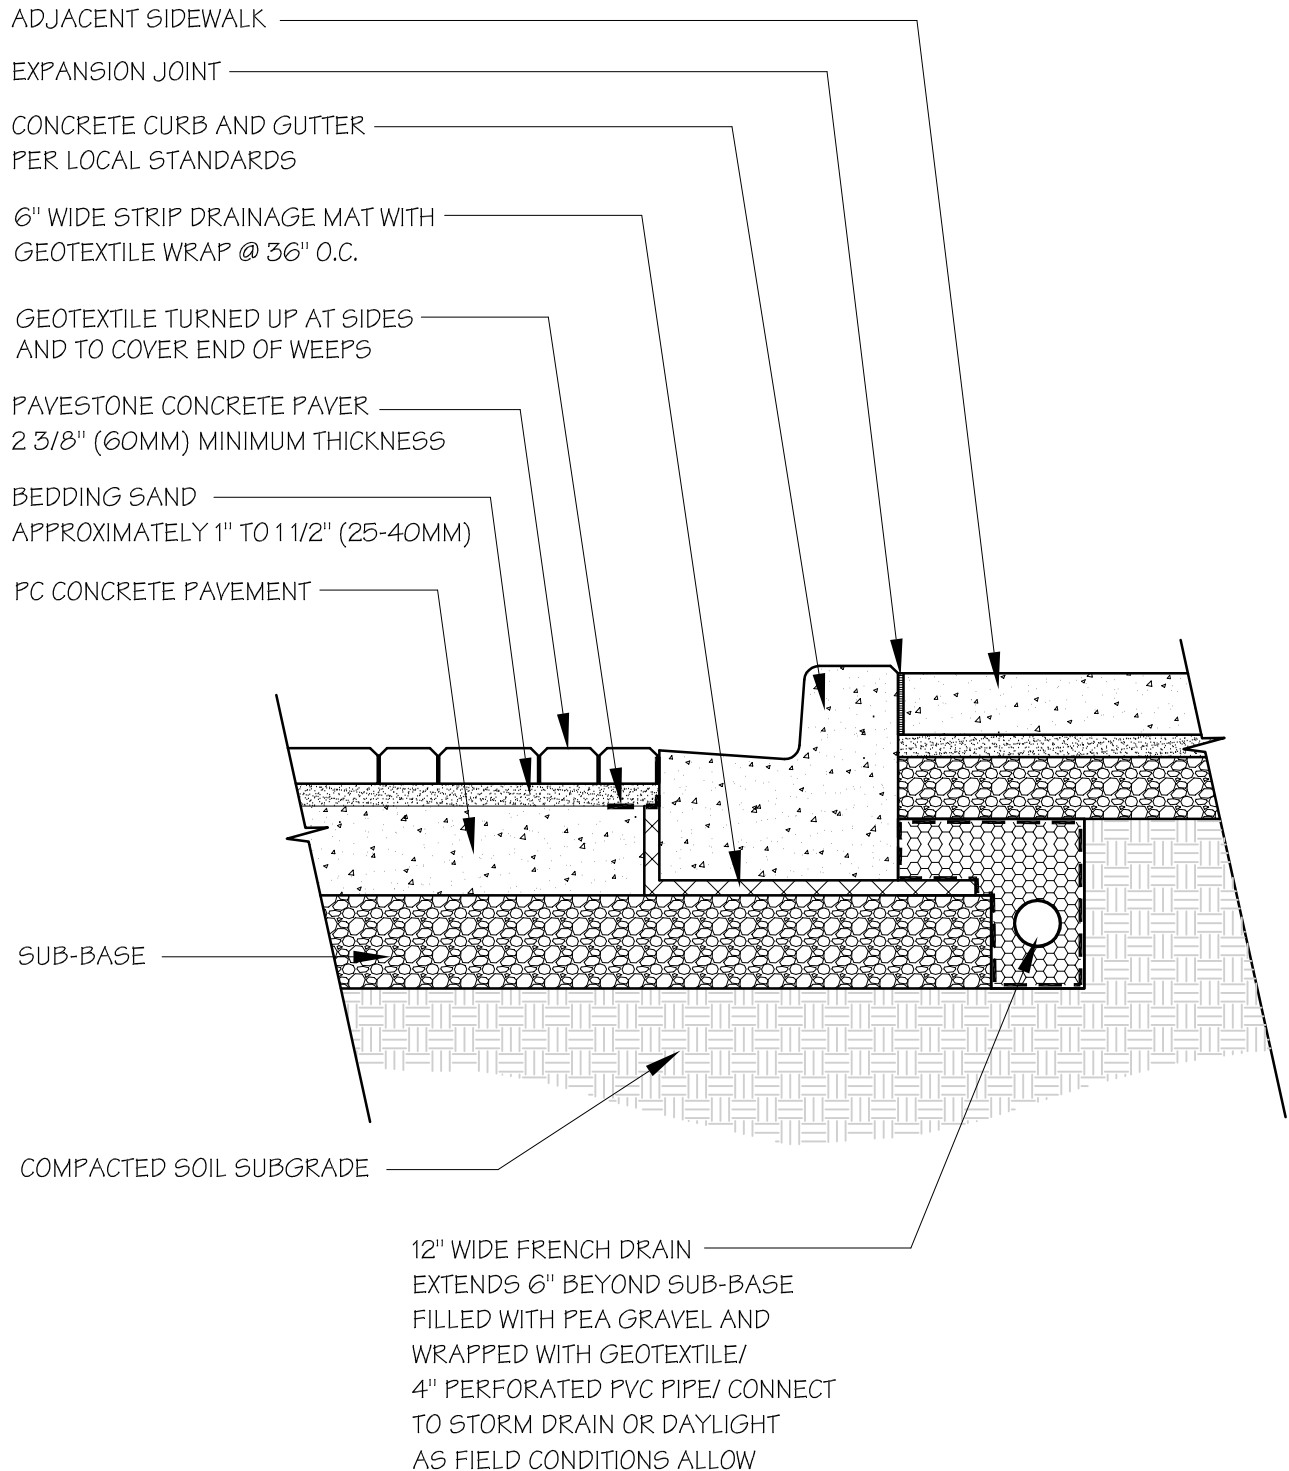 ADJACENT SIDEWALK
EXPANSION JOINT
CONCRETE CURB AND GUTTER
PER LOCAL STANDARDS
6" WIDE STRIP DRAINAGE MAT WITH
GEOTEXTILE WRAP @ 36" O.C.
GEOTEXTILE TURNED UP AT SIDES
AND TO COVER END OF WEEPS
PAVESTONE CONCRETE PAVER
2 3/8" (60MM) MINIMUM THICKNESS
BEDDING SAND
APPROXIMATELY 1" TO 1 1/2" (25-40MM)
PC CONCRETE PAVEMENT
SUB-BASE
COMPACTED SOIL SUBGRADE
12" WIDE FRENCH DRAIN
EXTENDS 6" BEYOND SUB-BASE
FILLED WITH PEA GRAVEL AND
WRAPPED WITH GEOTEXTILE/
4" PERFORATED PVC PIPE/ CONNECT
TO STORM DRAIN OR DAYLIGHT
AS FIELD CONDITIONS ALLOW